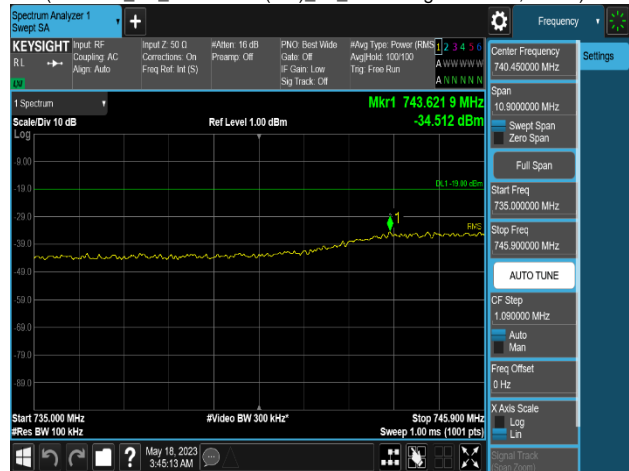 Spectrum Analyzer 1
Swept SA
Frequency
KEYSIGHT
RL
Input: RF
Coupling: AC
Align: Auto
Input Z: 50 Ω
Corrections: On
Freq Ref: Int (S)
#Atten: 16 dB
Preamp: Off
PNO: Best Wide
Gate: Off
IF Gain: Low
Sig Track: Off
#Avg Type: Power (RMS
Avg|Hold: 100/100
Trig: Free Run
1 2 3 4 5 6
A W W W W W
A N N N N N
LW
1 Spectrum
Scale/Div 10 dB
Log
Ref Level 1.00 dBm
Mkr1 743.621 9 MHz
-34.512 dBm
-9.00
-19.0
-29.0
-39.0
-49.0
-59.0
-69.0
-79.0
-89.0
DL1 -19.00 dBm
1
RMS
Start 735.000 MHz
#Res BW 100 kHz
#Video BW 300 kHz*
Stop 745.900 MHz
Sweep 1.00 ms (1001 pts)
May 18, 2023
3:45:13 AM
?
Settings
Center Frequency
740.450000 MHz
Span
10.9000000 MHz
Swept Span
Zero Span
Full Span
Start Freq
735.000000 MHz
Stop Freq
745.900000 MHz
AUTO TUNE
CF Step
1.090000 MHz
Auto
Man
Freq Offset
0 Hz
X Axis Scale
Log
Lin
Signal Track
(Span Zoom)